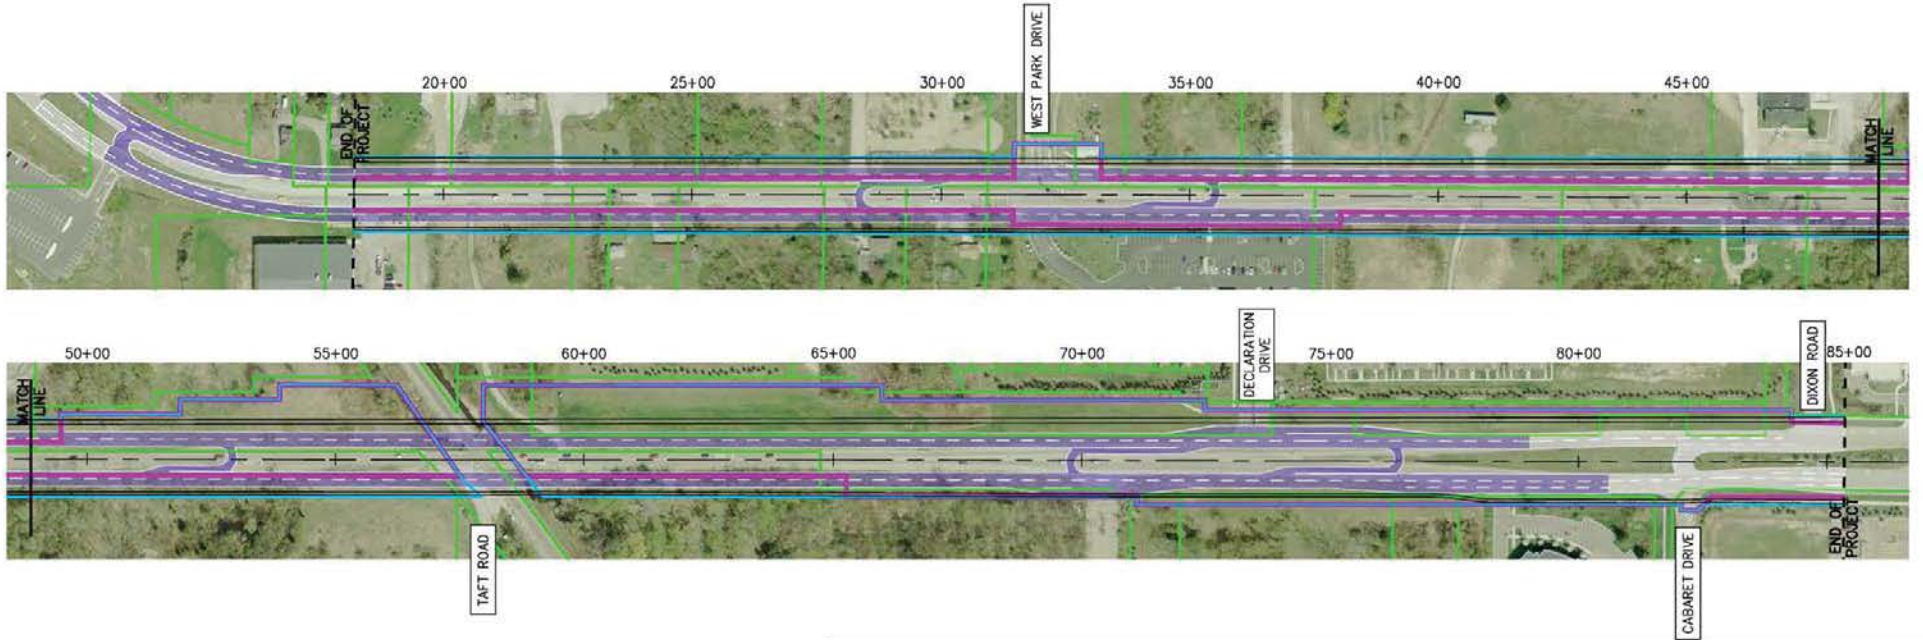 WEST PARK DRIVE
20+00 25+00 30+00 35+00 40+00 45+00
END OF
PROJECT
MATCH
LINE
50+00 55+00 60+00 65+00 70+00 75+00 80+00 85+00
DECLARATION
DRIVE
DIXON ROAD
MATCH
LINE
TAFT ROAD
CABARET DRIVE
END OF
PROJECT